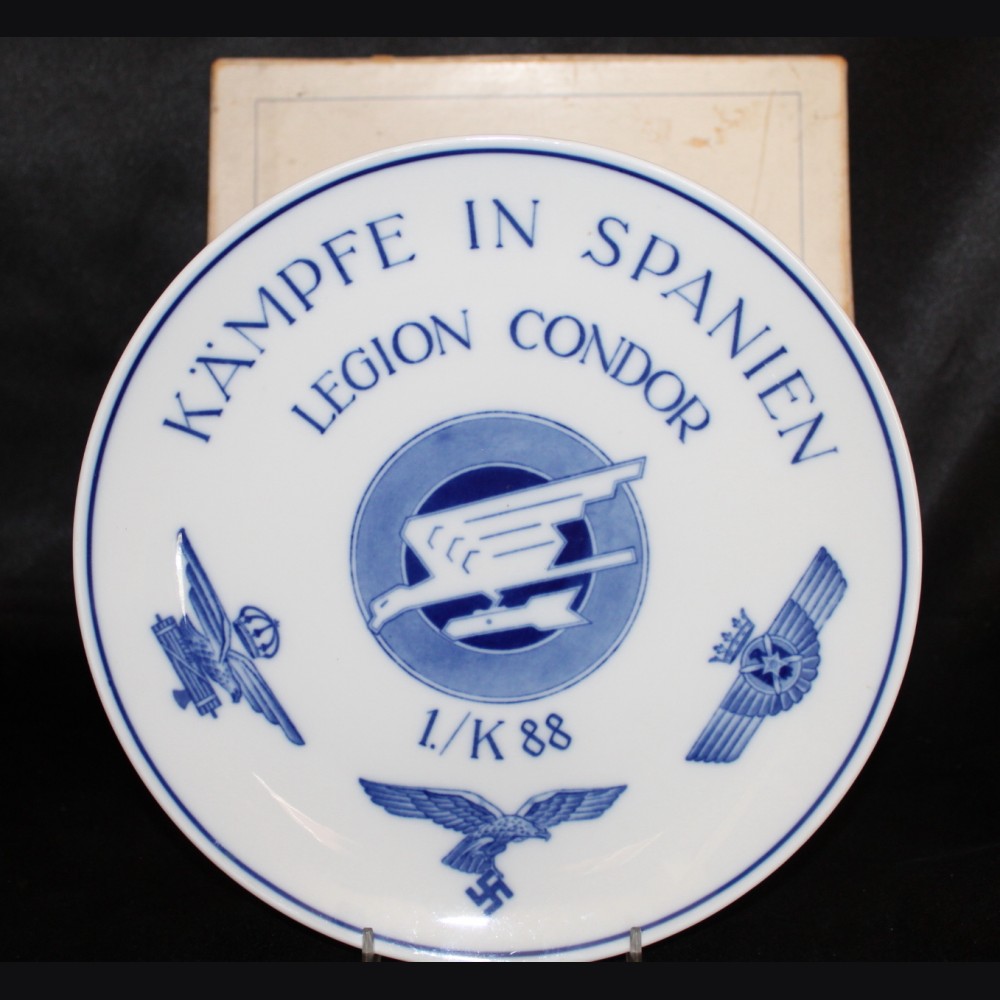 KÄMPFE IN SPANIEN
LEGION CONDOR
1./K 88